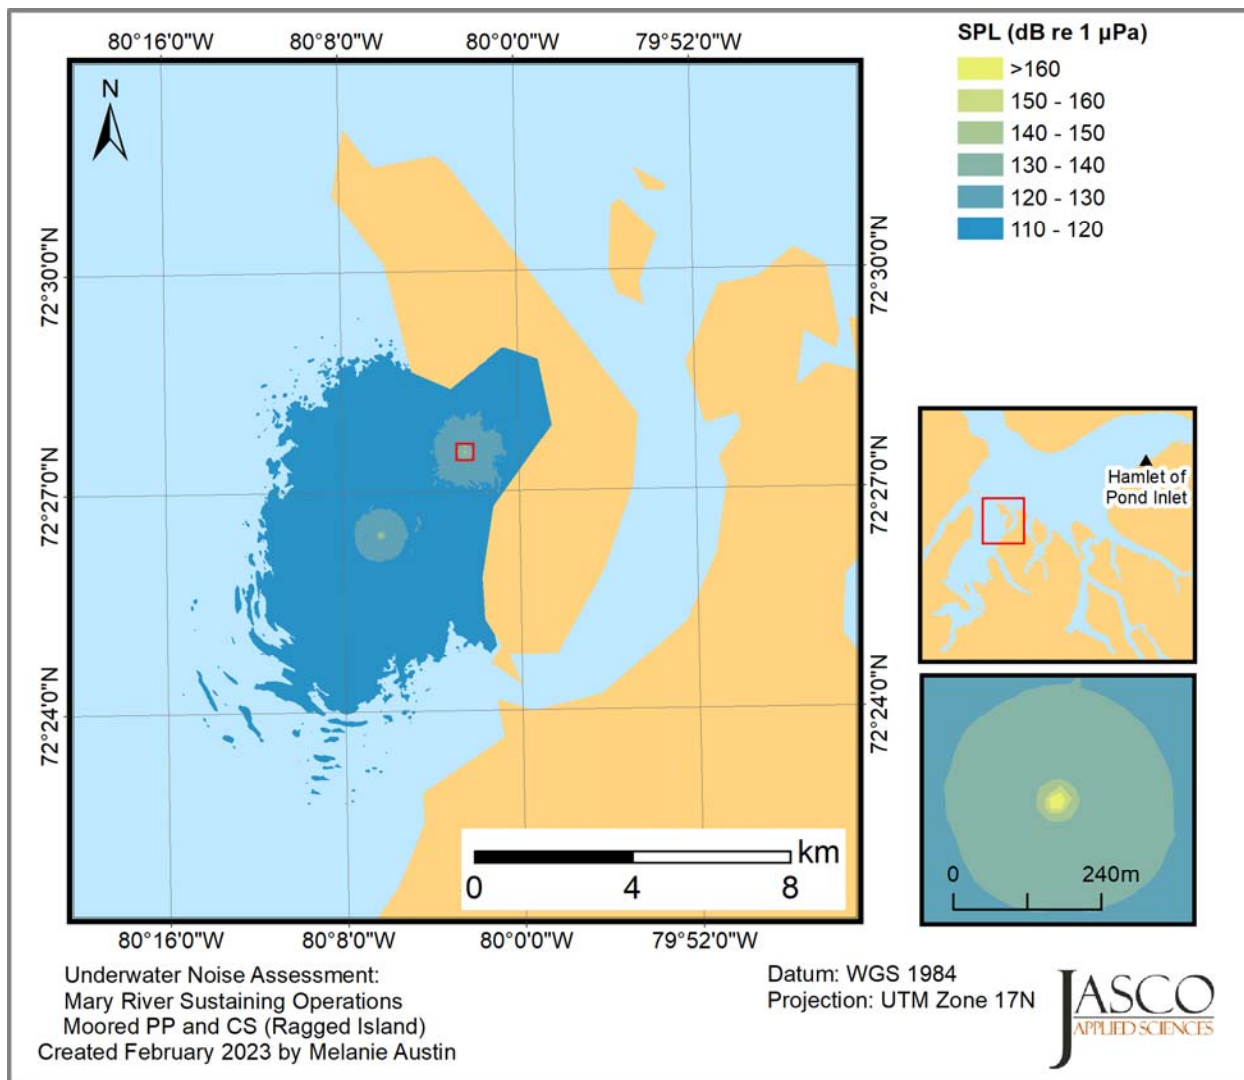 80°16'0"W 80°8'0"W 80°0'0"W 79°52'0"W
N
72°30'0"N
72°27'0"N
72°24'0"N
72°30'0"N
72°27'0"N
72°24'0"N
km
0 4 8
80°16'0"W 80°8'0"W 80°0'0"W 79°52'0"W
SPL (dB re 1 µPa)
>160
150 - 160
140 - 150
130 - 140
120 - 130
110 - 120
Hamlet of
Pond Inlet
0 240m
Underwater Noise Assessment:
Mary River Sustaining Operations
Moored PP and CS (Ragged Island)
Created February 2023 by Melanie Austin
Datum: WGS 1984
Projection: UTM Zone 17N
JASCO
APPLIED SCIENCES